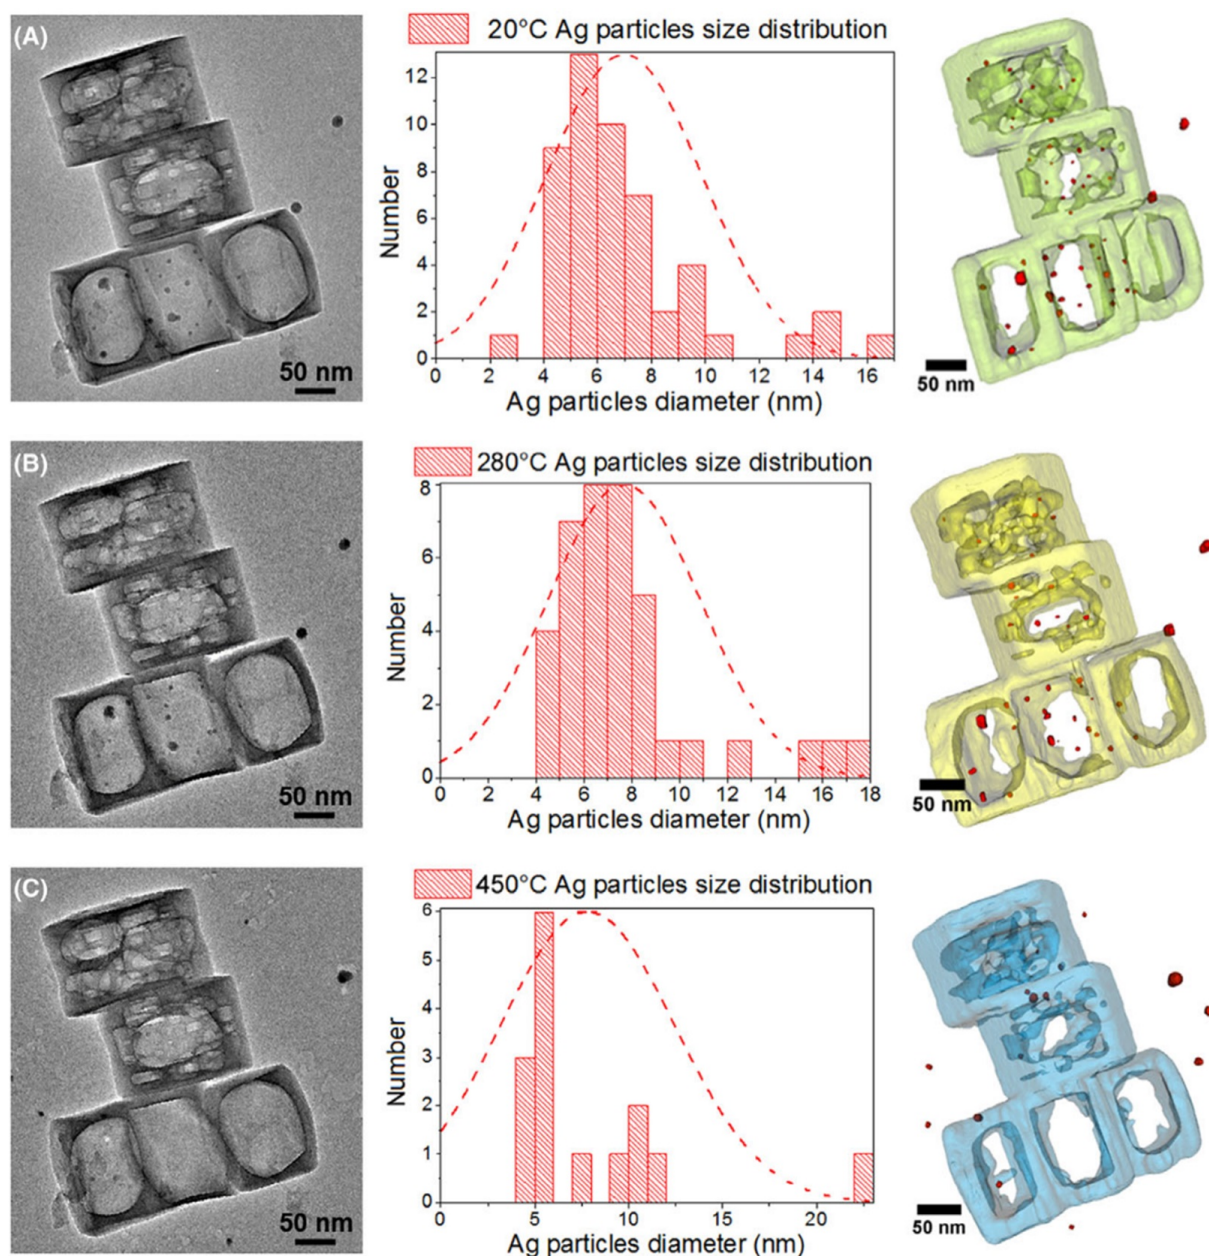 (A)
20°C Ag particles size distribution
12
10
8
6
4
2
0
Number
0 2 4 6 8 10 12 14 16
Ag particles diameter (nm)
50 nm
50 nm
(B)
280°C Ag particles size distribution
8
6
4
2
0
Number
0 2 4 6 8 10 12 14 16 18
Ag particles diameter (nm)
50 nm
50 nm
(C)
450°C Ag particles size distribution
6
5
4
3
2
1
0
Number
0 5 10 15 20
Ag particles diameter (nm)
50 nm
50 nm